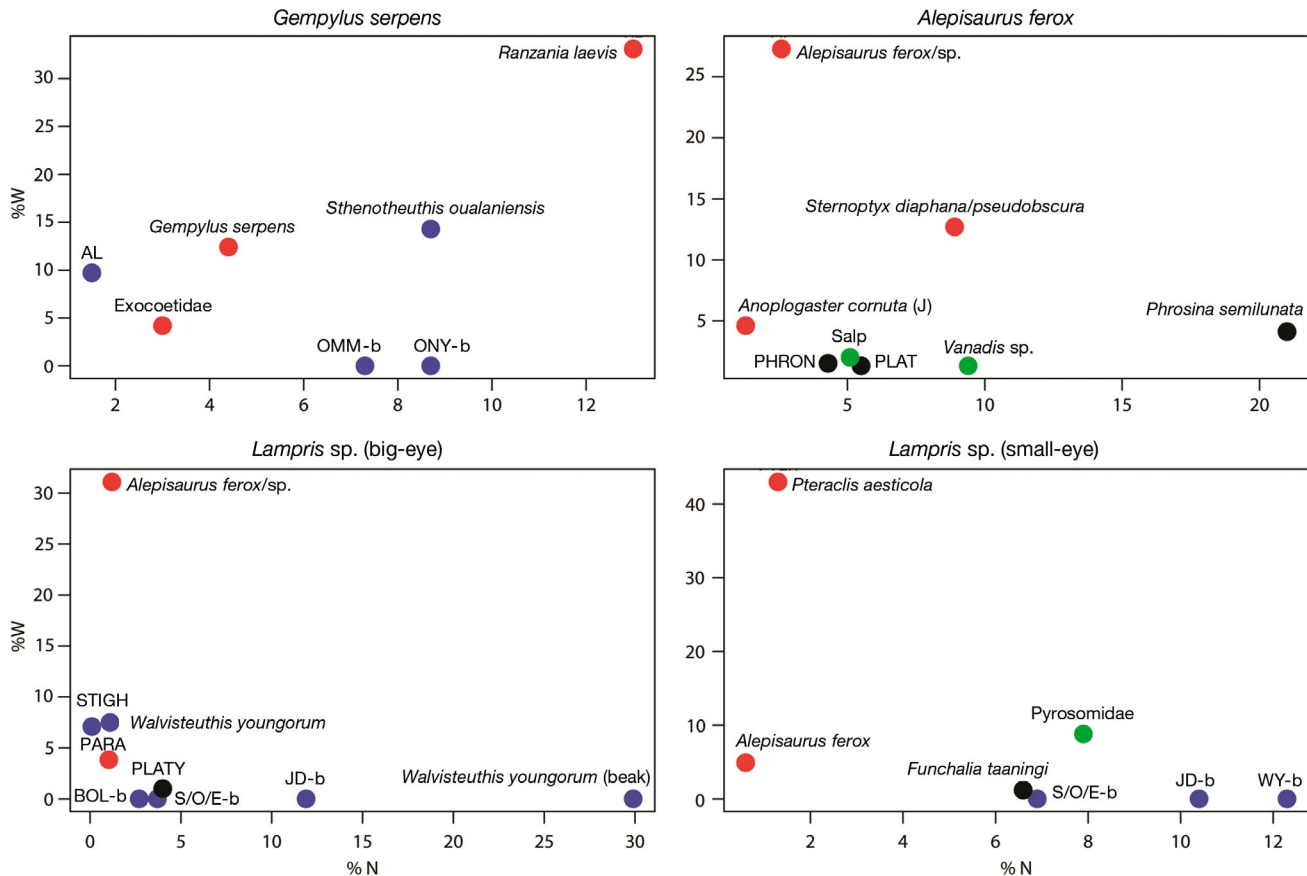 Gempylus serpens
Alepisaurus ferox
%W
30
25
20
15
10
5
0
2
4
6
8
10
12
Ranzania laevis
Sthenotheuthis oualaniensis
Gempylus serpens
AL
Exocoetidae
OMM-b
ONY-b
25
20
15
10
5
5
10
15
20
Alepisaurus ferox/sp.
Sternoptyx diaphana/pseudobscura
Anoplogaster cornuta (J)
Phrosina semilunata
Salp
Vanadis sp.
PHRON
PLAT
Lampris sp. (big-eye)
Lampris sp. (small-eye)
%W
30
25
20
15
10
5
0
0
5
10
15
20
25
30
% N
Alepisaurus ferox/sp.
STIGH
Walvisteuthis youngorum
PARA
PLATY
JD-b
Walvisteuthis youngorum (beak)
BOL-b
S/O/E-b
40
30
20
10
0
2
4
6
8
10
12
% N
Pteraclis aesticola
Pyrosomidae
Alepisaurus ferox
Funchalia taaningi
S/O/E-b
JD-b
WY-b